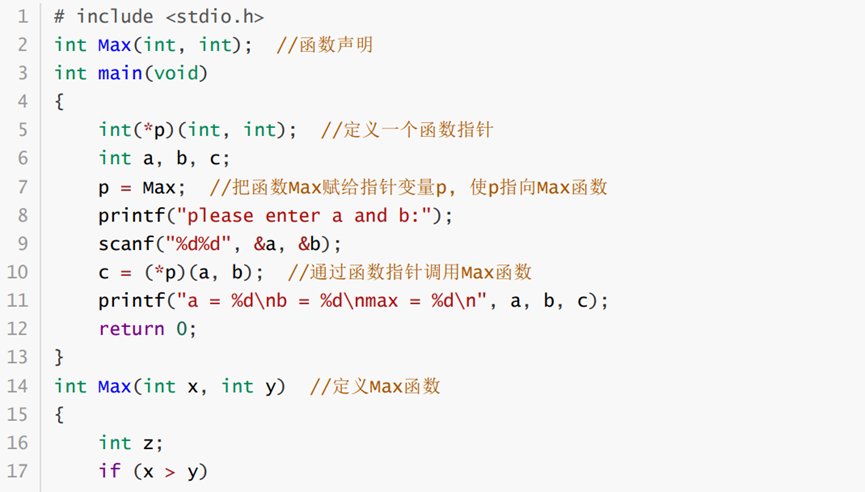 1 # include <stdio.h>
2 int Max(int, int);  //函数声明
3 int main(void)
4 {
5     int(*p)(int, int);  //定义一个函数指针
6     int a, b, c;
7     p = Max;  //把函数Max赋给指针变量p, 使p指向Max函数
8     printf("please enter a and b:");
9     scanf("%d%d", &a, &b);
10     c = (*p)(a, b);  //通过函数指针调用Max函数
11     printf("a = %d\nb = %d\nmax = %d\n", a, b, c);
12     return 0;
13 }
14 int Max(int x, int y)  //定义Max函数
15 {
16     int z;
17     if (x > y)